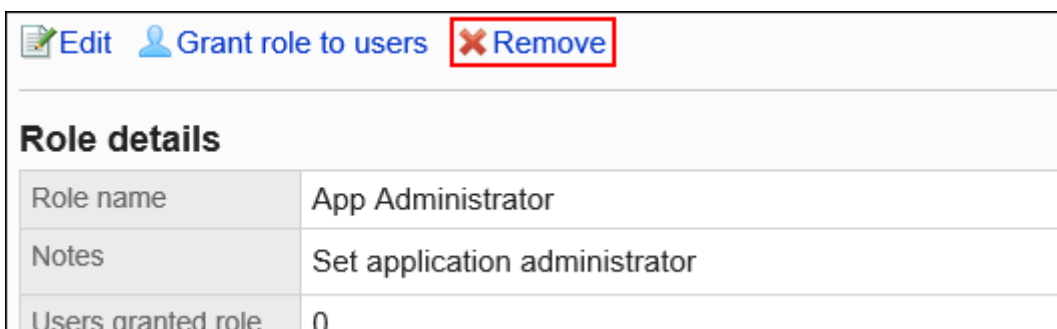 Edit Grant role to users Remove
Role details
Role name App Administrator
Notes Set application administrator
Users granted role 0